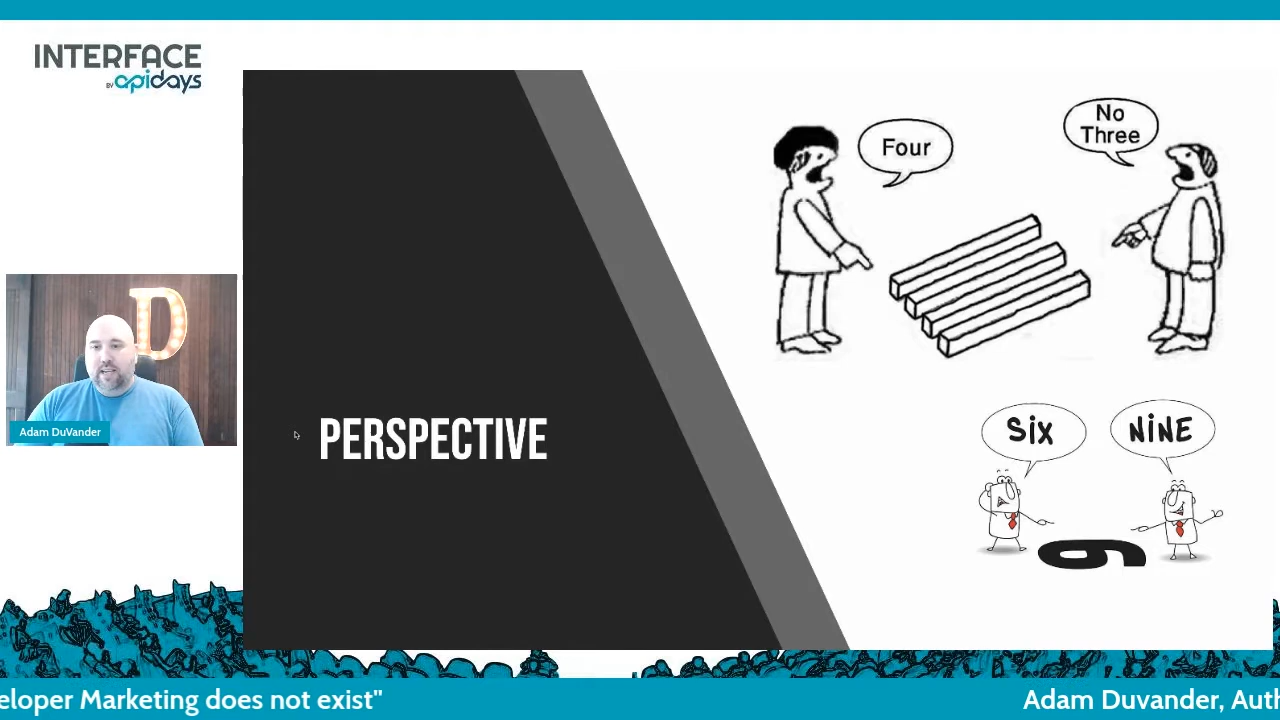 INTERFACE
BY apidays
Four
No
Three
PERSPECTIVE
Six
NiNE
6
Adam DuVander
eloper Marketing does not exist"
Adam Duvander, Auth